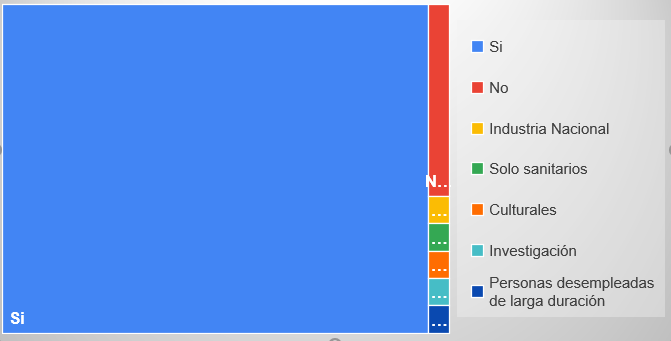 Si
N...
...
...
...
...
...
Si
No
Industria Nacional
Solo sanitarios
Culturales
Investigación
Personas desempleadas
de larga duración